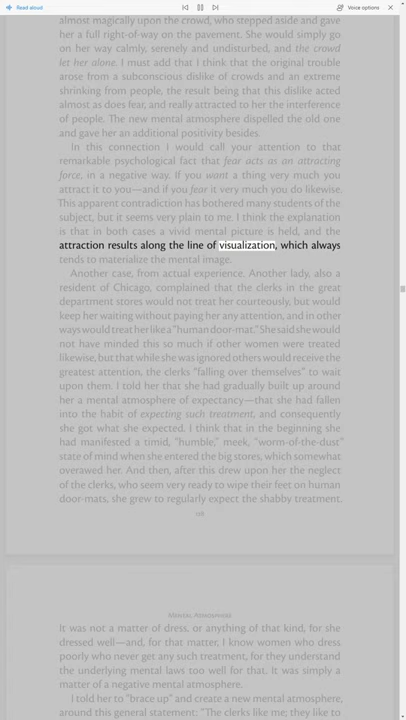 Read aloud
Voice options
almost magically upon the crowd, who stepped aside and gave
her a full right-of-way on the pavement. She would simply go
on her way calmly, serenely and undisturbed, and the crowd
let her alone. I must add that I think that the original trouble
arose from a subconscious dislike of crowds and an extreme
shrinking from people, the result being that this dislike acted
almost as does fear, and really attracted to her the interference
of people. The new mental atmosphere dispelled the old one
and gave her an additional positivity besides.
In this connection I would call your attention to that
remarkable psychological fact that fear acts as an attracting
force, in a negative way. If you want a thing very much you
attract it to you—and if you fear it very much you do likewise.
This apparent contradiction has bothered many students of the
subject, but it seems very plain to me. I think the explanation
is that in both cases a vivid mental picture is held, and the
attraction results along the line of visualization, which always
tends to materialize the mental image.
Another case, from actual experience. Another lady, also a
resident of Chicago, complained that the clerks in the great
department stores would not treat her courteously, but would
keep her waiting without paying her any attention, and in other
ways would treat her like a "human door-mat." She said she would
not have minded this so much if other women were treated
likewise, but that while she was ignored others would receive the
greatest attention, the clerks "falling over themselves" to wait
upon them. I told her that she had gradually built up around
her a mental atmosphere of expectancy—that she had fallen
into the habit of expecting such treatment, and consequently
she got what she expected. I think that in the beginning she
had manifested a timid, "humble," meek, "worm-of-the-dust"
state of mind when she entered the big stores, which somewhat
overawed her. And then, after this drew upon her the neglect
of the clerks, who seem very ready to wipe their feet on human
door-mats, she grew to regularly expect the shabby treatment.
Mental Atmosphere
It was not a matter of dress, or anything of that kind, for she
dressed well—and, for that matter, I know women who dress
poorly who never get any such treatment, for they understand
the underlying mental laws too well for that. It was simply a
matter of a negative mental atmosphere.
I told her to "brace up" and create a new mental atmosphere,
around this general statement: "The clerks like me; they like to